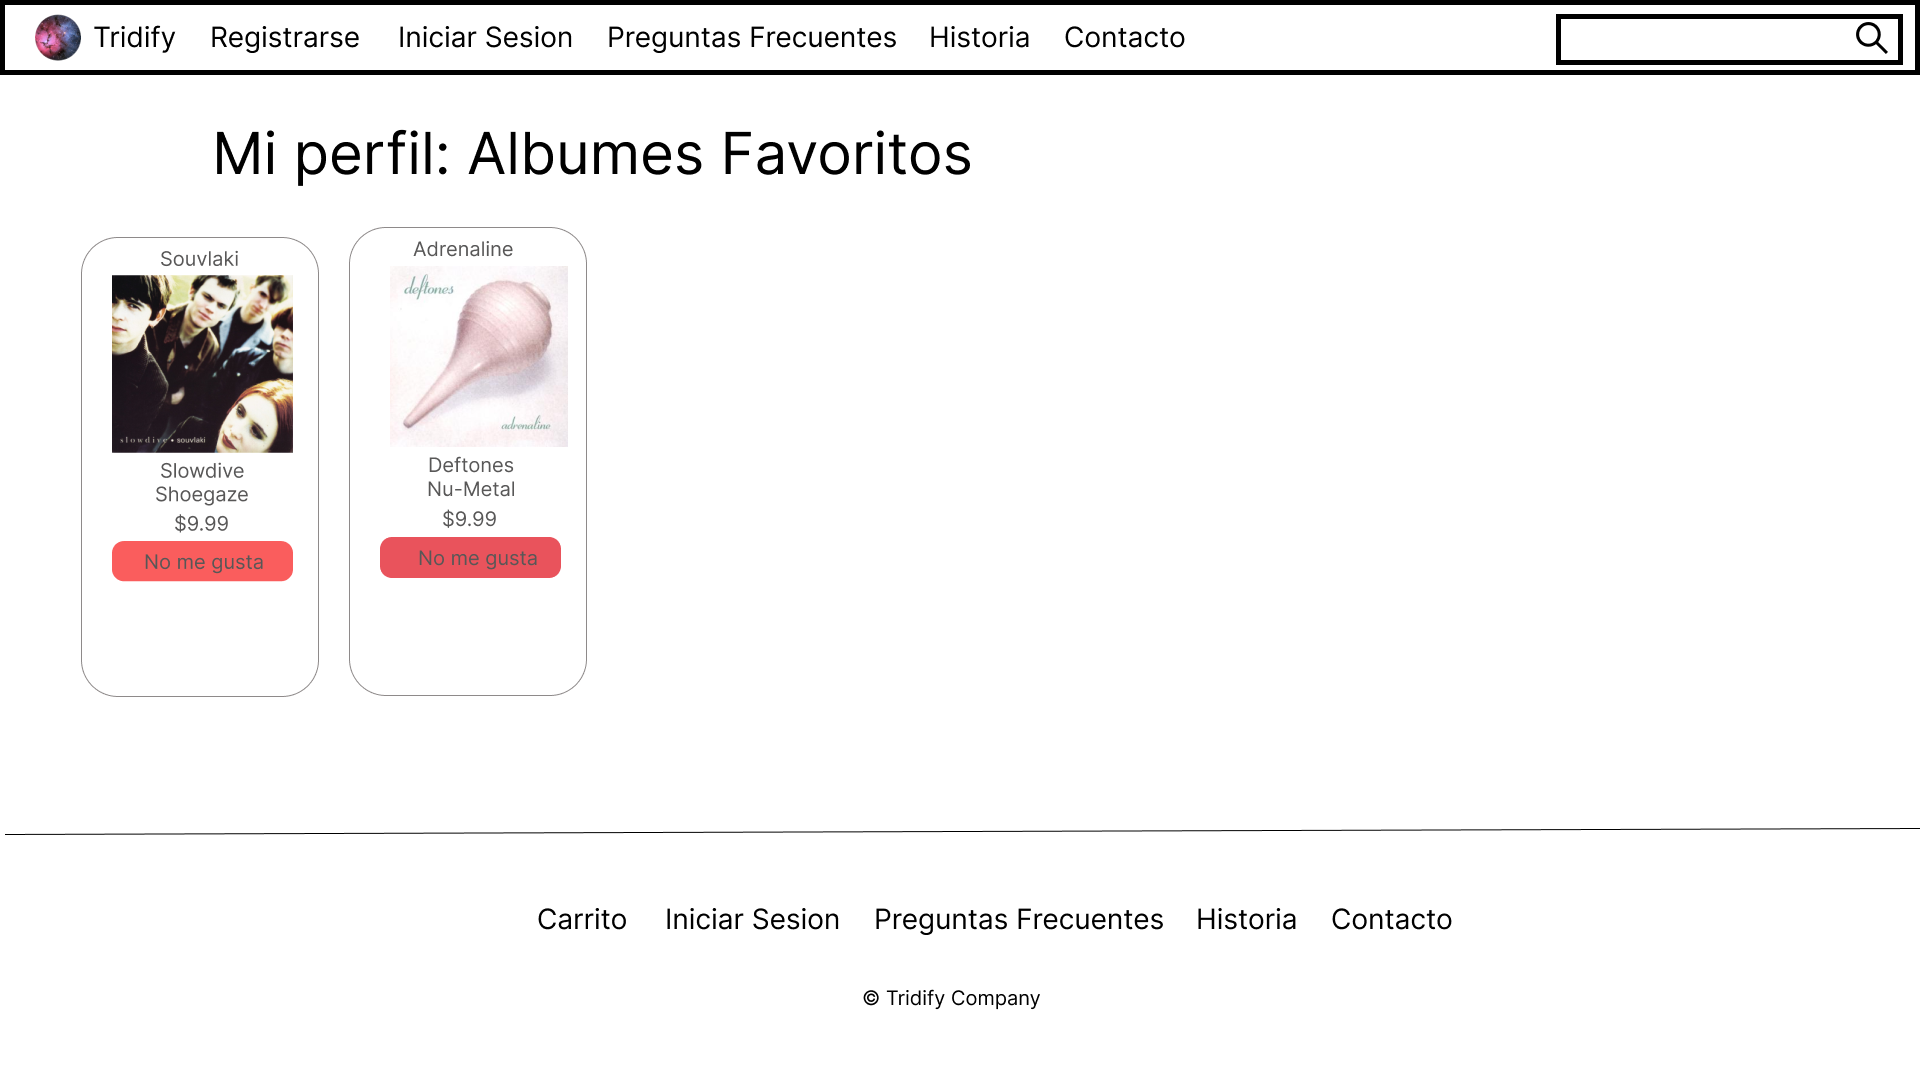 Tridify Registrarse Iniciar Sesion Preguntas Frecuentes Historia Contacto
Mi perfil: Albumes Favoritos
Souvlaki
slowdive • souvlaki
Slowdive
Shoegaze
$9.99
No me gusta
Adrenaline
deftones
adrenaline
Deftones
Nu-Metal
$9.99
No me gusta
Carrito Iniciar Sesion Preguntas Frecuentes Historia Contacto
© Tridify Company